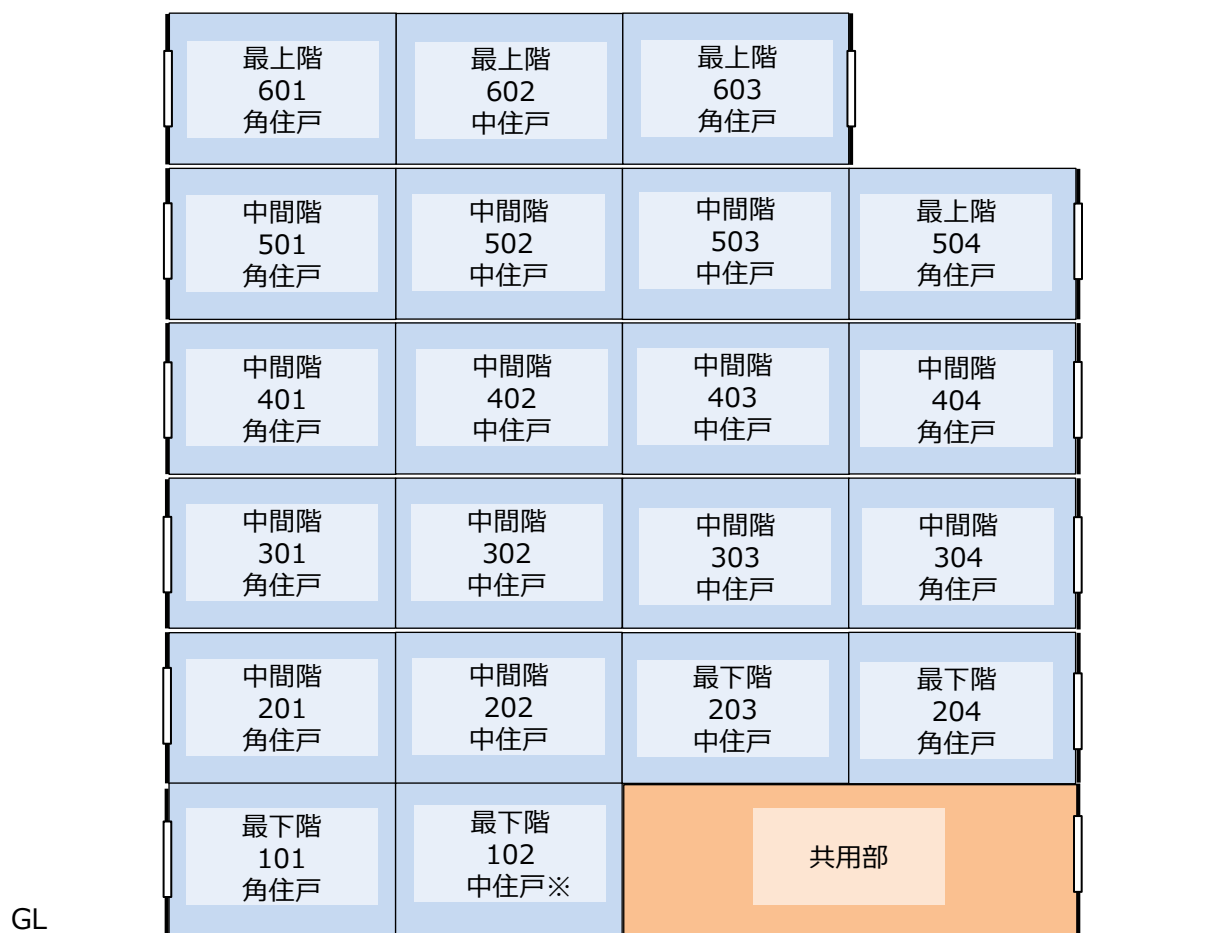 最上階
601
角住戸
最上階
602
中住戸
最上階
603
角住戸
中間階
501
角住戸
中間階
502
中住戸
中間階
503
中住戸
最上階
504
角住戸
中間階
401
角住戸
中間階
402
中住戸
中間階
403
中住戸
中間階
404
角住戸
中間階
301
角住戸
中間階
302
中住戸
中間階
303
中住戸
中間階
304
角住戸
中間階
201
角住戸
中間階
202
中住戸
最下階
203
中住戸
最下階
204
角住戸
最下階
101
角住戸
最下階
102
中住戸※
共用部
GL